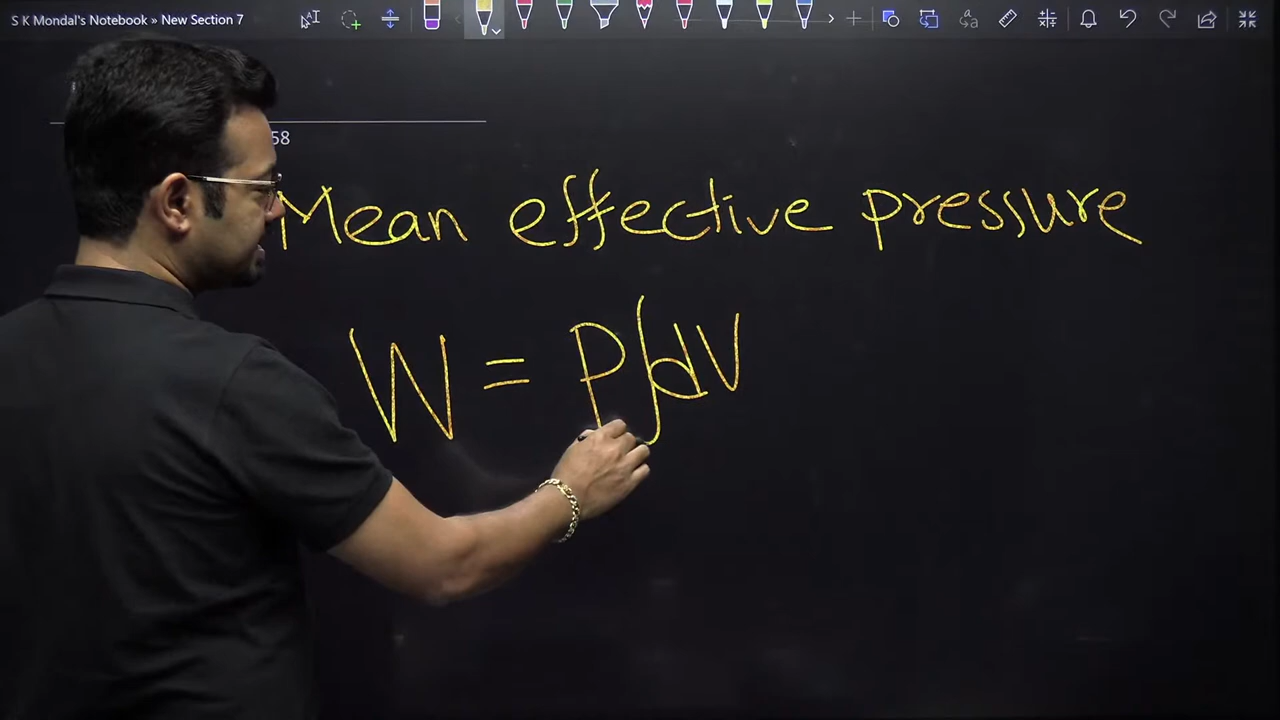 S K Mondal's Notebook » New Section 7
58
Mean effective pressure
W = P∫dV